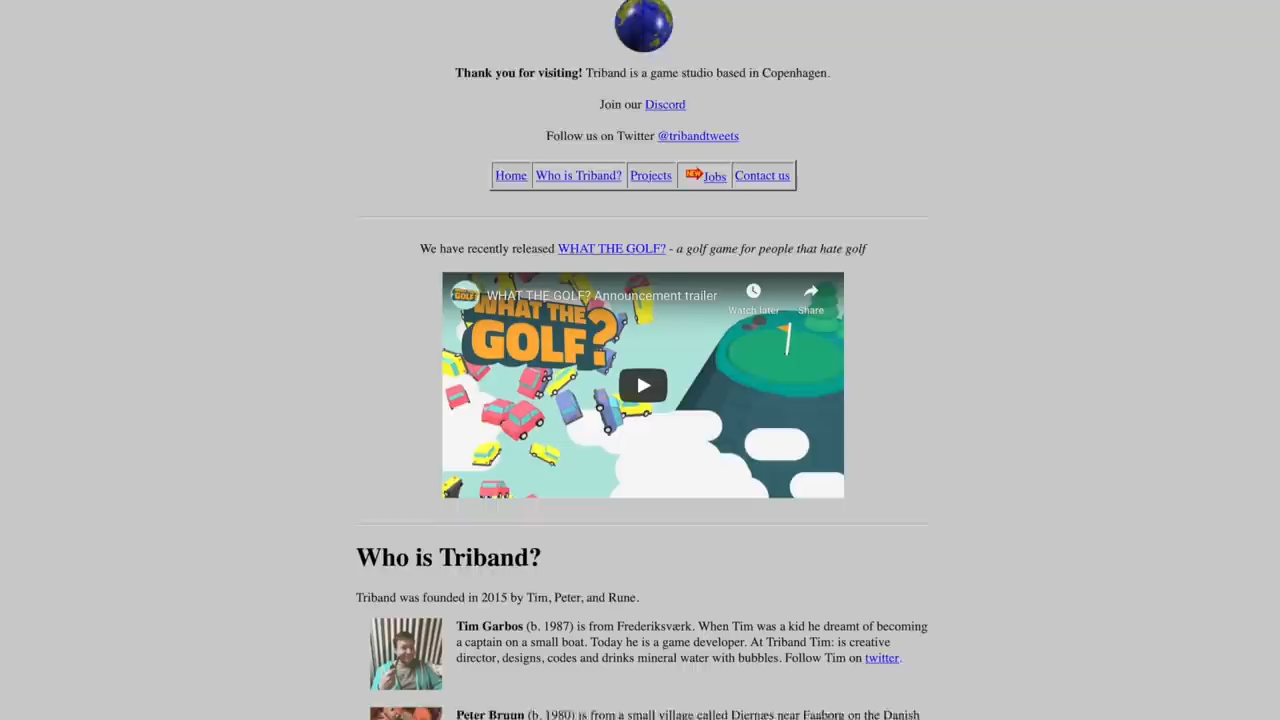 Thank you for visiting! Triband is a game studio based in Copenhagen.
Join our Discord
Follow us on Twitter @tribandtweets
Home Who is Triband? Projects NEW Jobs Contact us
We have recently released WHAT THE GOLF? - a golf game for people that hate golf
WHAT THE GOLF? WHAT THE GOLF? Announcement trailer Watch later Share
WHAT THE
GOLF?
Who is Triband?
Triband was founded in 2015 by Tim, Peter, and Rune.
Tim Garbos (b. 1987) is from Frederiksværk. When Tim was a kid he dreamt of becoming
a captain on a small boat. Today he is a game developer. At Triband Tim: is creative
director, designs, codes and drinks mineral water with bubbles. Follow Tim on twitter.
Peter Bruun (b. 1980) is from a small village called Diernæs near Faaborg on the Danish